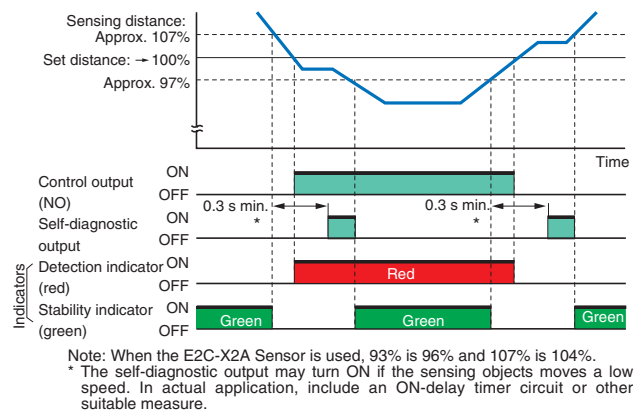 Sensing distance:
Approx. 107%
Set distance: → 100%
Approx. 97%
Time
Control output
(NO)
ON
OFF
0.3 s min.
*
0.3 s min.
*
Self-diagnostic
output
ON
OFF
Indicators
Detection indicator
(red)
ON
OFF
Red
Stability indicator
(green)
ON
OFF
Green
Green
Green
Note: When the E2C-X2A Sensor is used, 93% is 96% and 107% is 104%.
* The self-diagnostic output may turn ON if the sensing objects moves a low
speed. In actual application, include an ON-delay timer circuit or other
suitable measure.